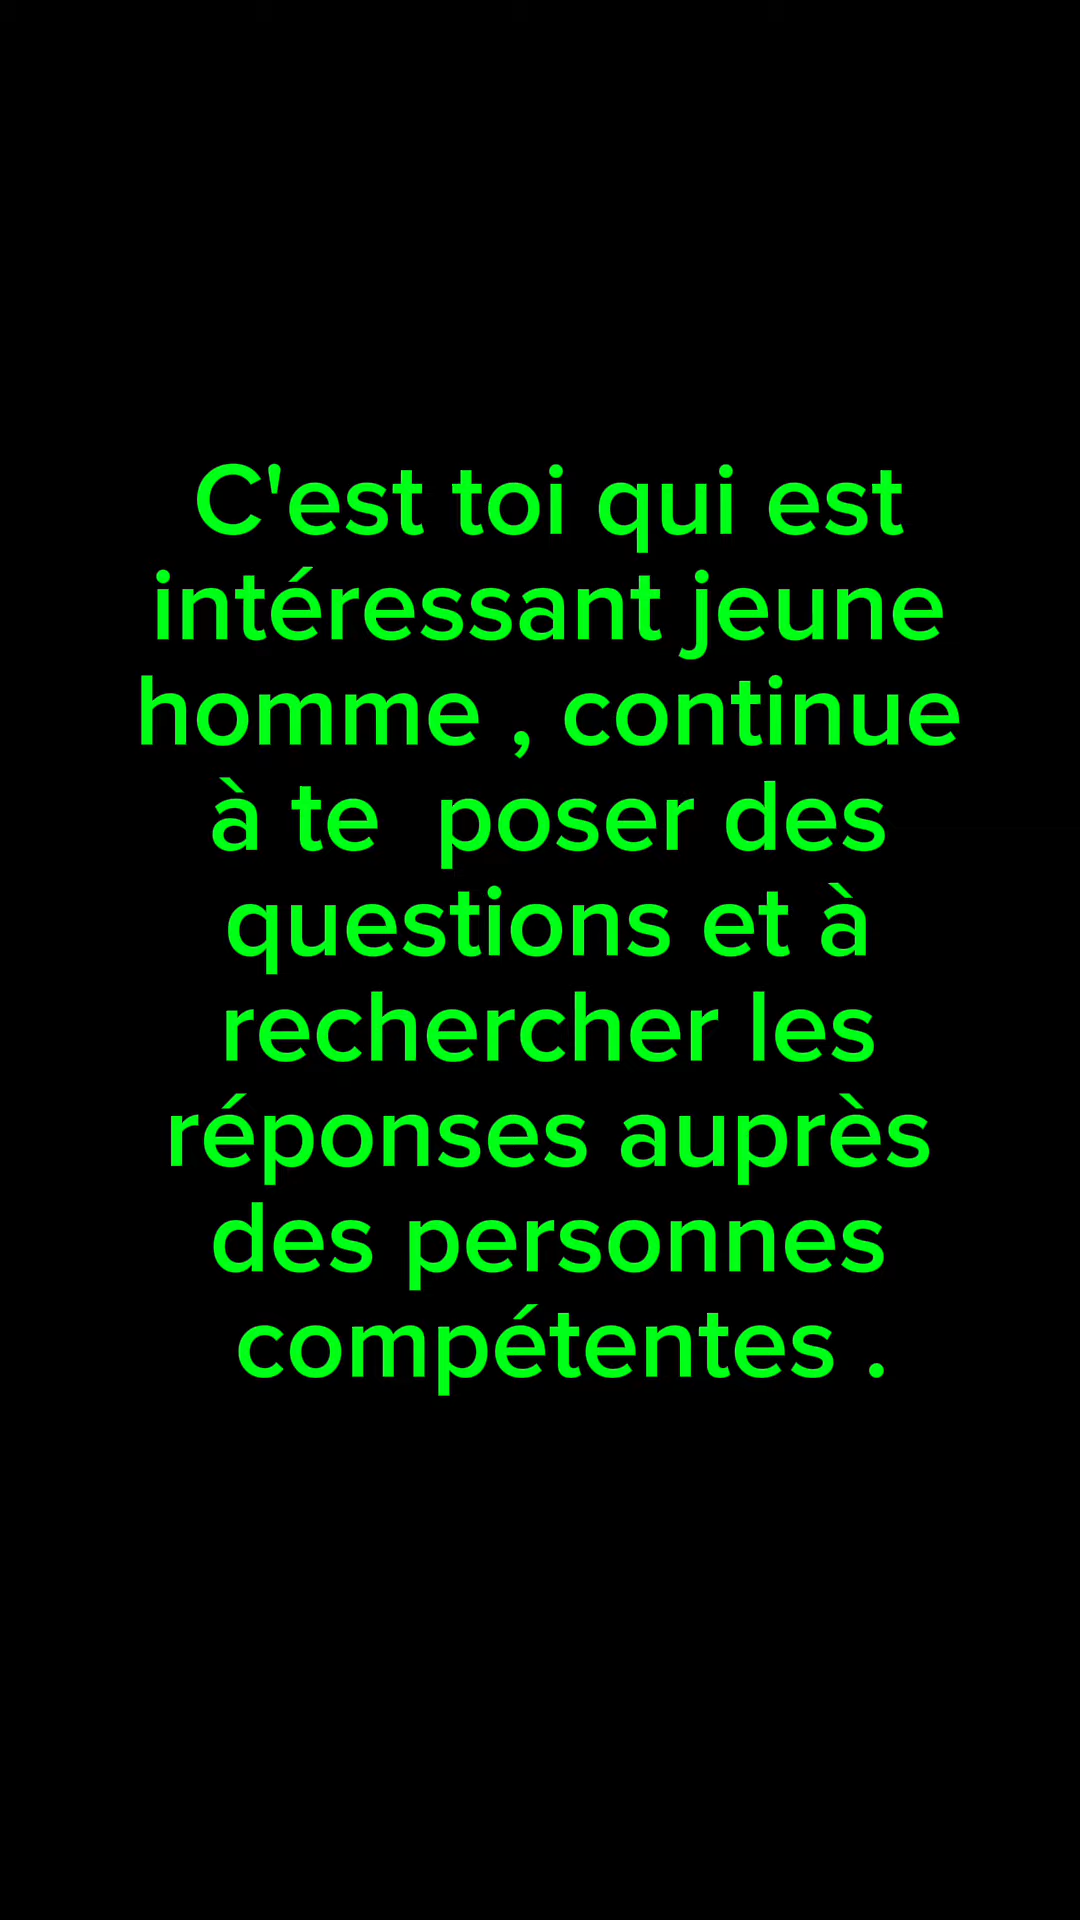 C'est toi qui est
intéressant jeune
homme , continue
à te  poser des
questions et à
rechercher les
réponses auprès
des personnes
compétentes .